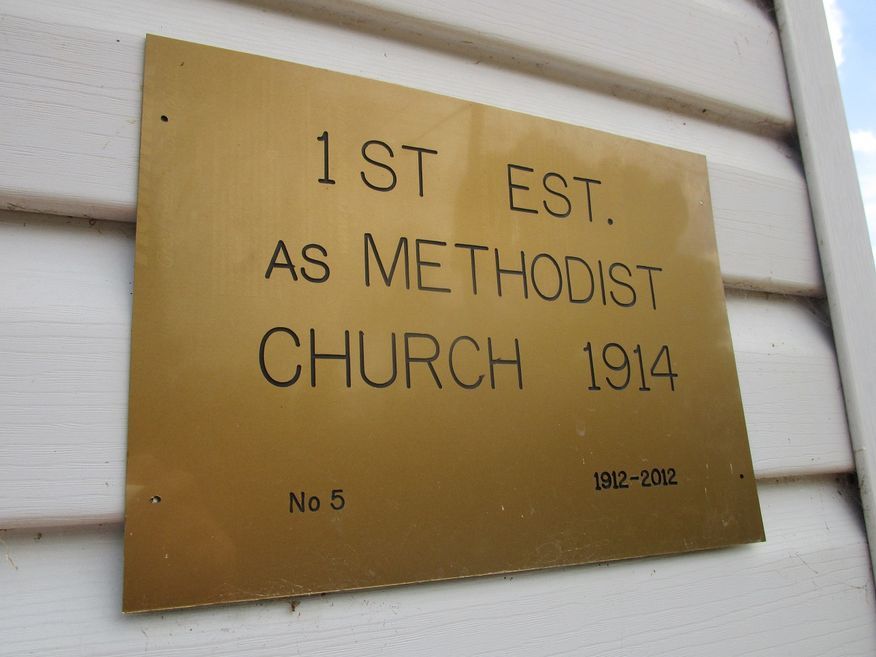 1ST EST.
AS METHODIST
CHURCH 1914
No 5 1912-2012